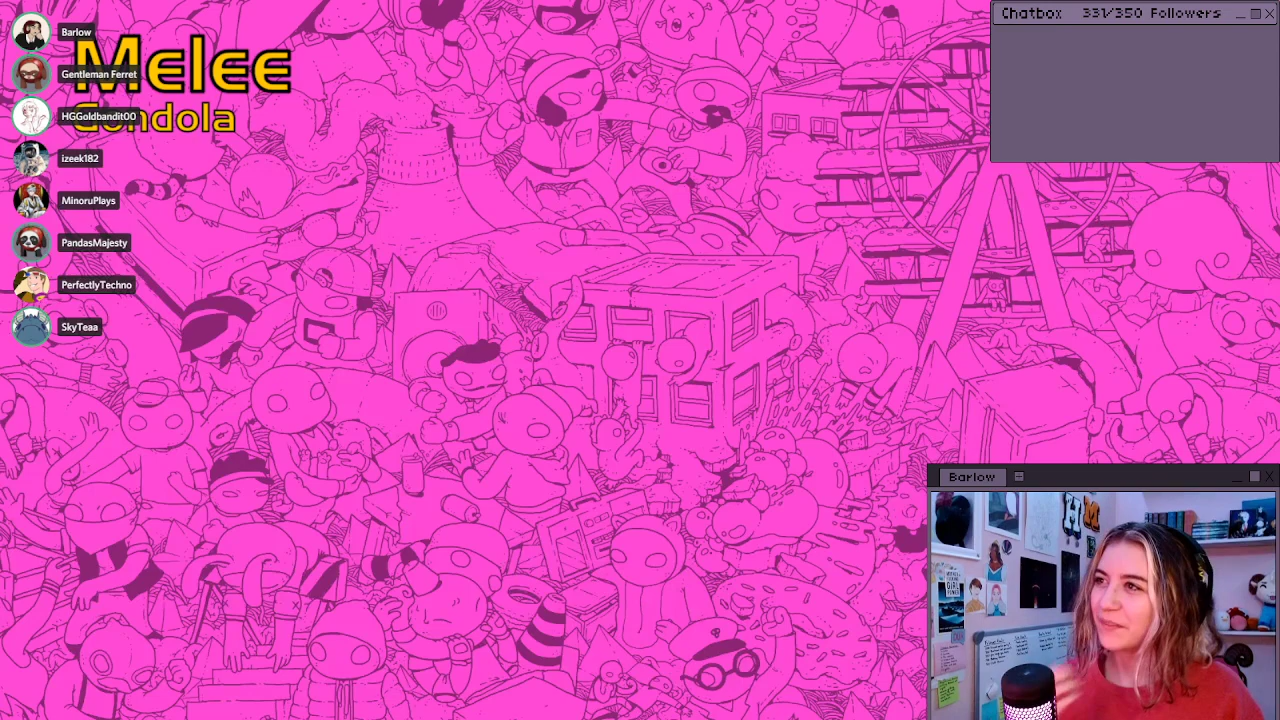 Melee
Gondola
Barlow
Gentleman Ferret
HGGoldbandit00
izeek182
MinoruPlays
PandasMajesty
PerfectlyTechno
SkyTeaa
Chatbox 331/350 Followers
Barlow
H M